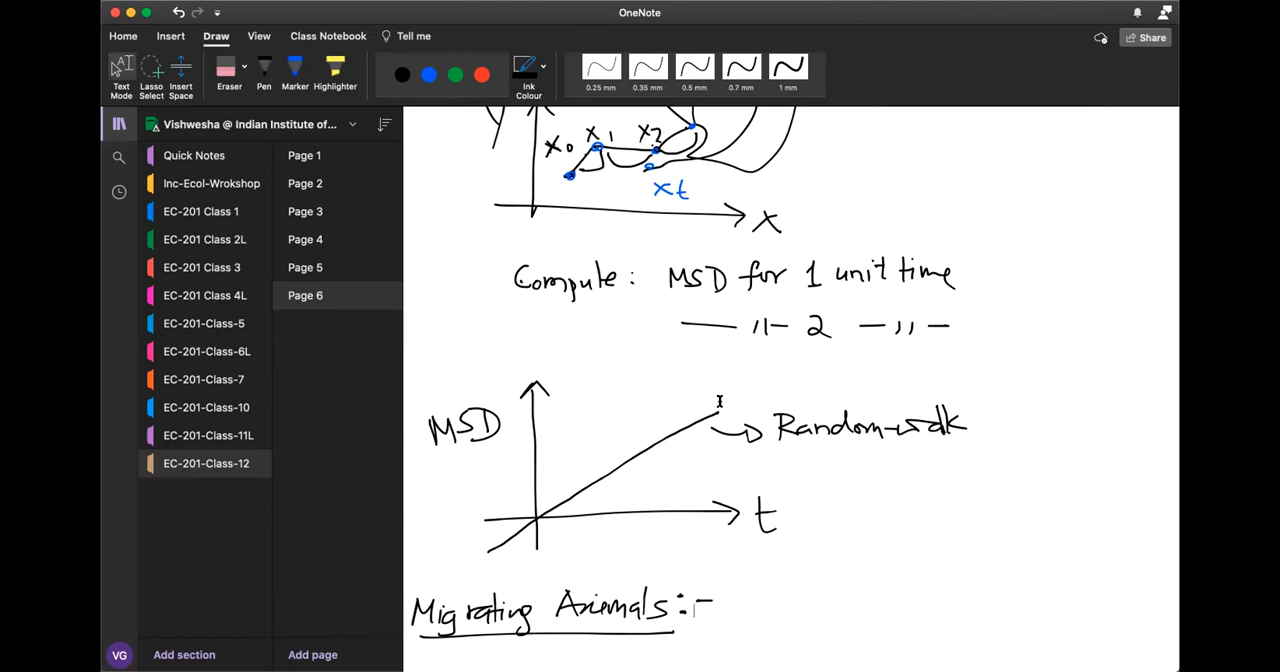 OneNote
Home Insert Draw View Class Notebook Tell me
Share
Text Mode
Lasso Select
Insert Space
Eraser
Pen
Marker
Highlighter
Ink Colour
0.25 mm
0.35 mm
0.5 mm
0.7 mm
1 mm
Vishwesha @ Indian Institute of...
Quick Notes
Inc-Ecol-Wrokshop
EC-201 Class 1
EC-201 Class 2L
EC-201 Class 3
EC-201 Class 4L
EC-201-Class-5
EC-201-Class-6L
EC-201-Class-7
EC-201-Class-10
EC-201-Class-11L
EC-201-Class-12
Page 1
Page 2
Page 3
Page 4
Page 5
Page 6
VG
Add section
Add page
y
x0 x1 x2
xt
x
Compute: MSD for 1 unit time
— "— 2 — " —
MSD
Random-walk
t
Migrating Animals :-